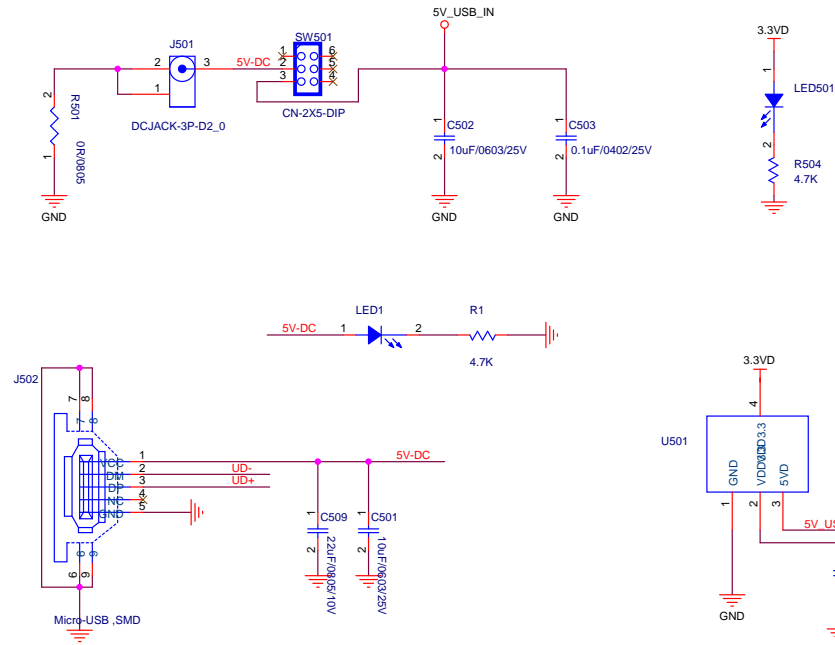 5V_USB_IN
J501
2
3
1
5V-DC
SW501
1
2
3
6
5
4
CN-2X5-DIP
DCJACK-3P-D2_0
2
R501
1
0R/0805
GND
1
C502
10uF/0603/25V
2
GND
1
C503
0.1uF/0402/25V
2
GND
3.3VD
1
LED501
2
R504
4.7K
LED1
5V-DC
1
2
R1
4.7K
J502
7
8
7
8
VCC
DM
DP
NC
GND
1
2
3
4
5
UD-
UD+
5V-DC
1
C509
2
22uF/0805/10V
1
C501
2
10uF/0603/25V
6
9
6
9
Micro-USB ,SMD
3.3VD
4
U501
GND
VDD3.3
5VD
1
2
3
5V_US
GND